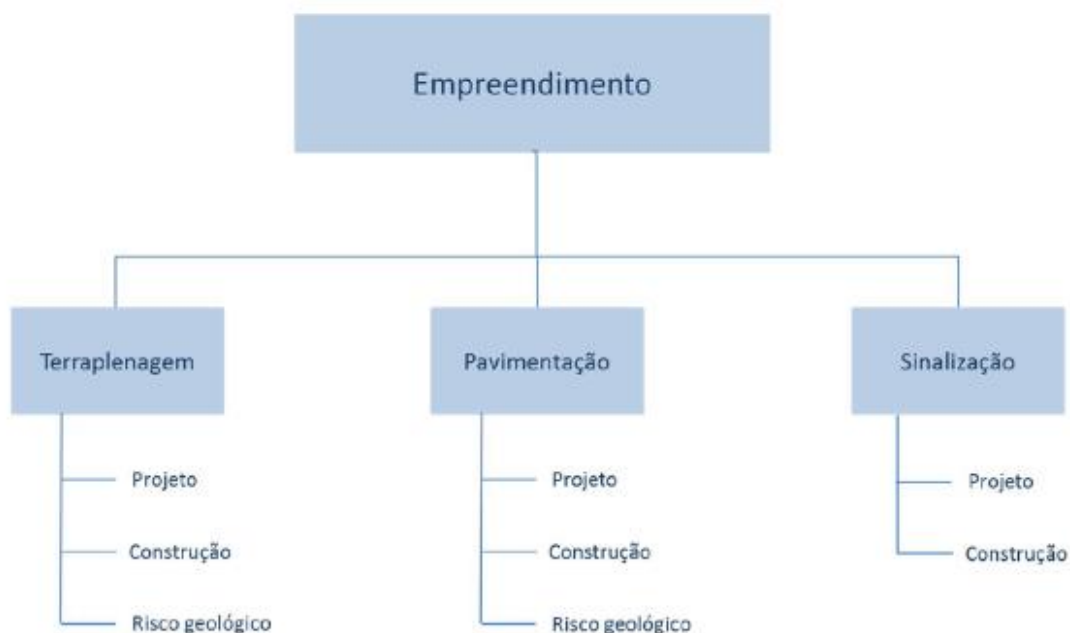 Empreendimento
Terraplenagem
Pavimentação
Sinalização
Projeto
Construção
Risco geológico
Projeto
Construção
Risco geológico
Projeto
Construção